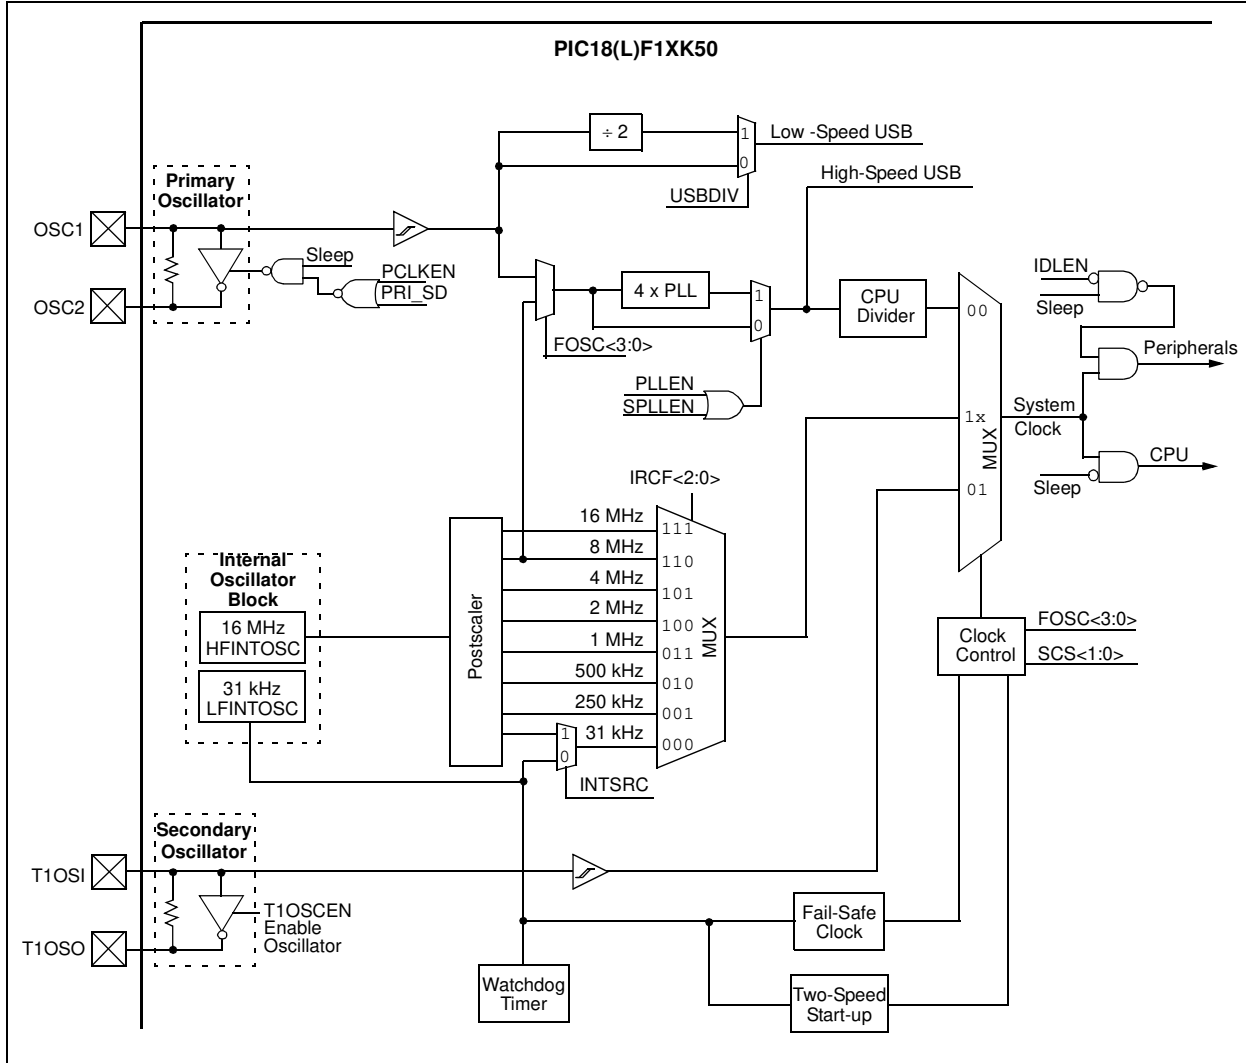 PIC18(L)F1XK50
÷ 2
1
0
Low -Speed USB
USBDIV
High-Speed USB
Primary
Oscillator
OSC1
OSC2
Sleep
PCLKEN
PRI_SD
FOSC<3:0>
4 x PLL
1
0
PLLEN
SPLLEN
CPU
Divider
00
1x
01
MUX
System
Clock
IDLEN
Sleep
Peripherals
CPU
Sleep
IRCF<2:0>
Internal
Oscillator
Block
16 MHz
HFINTOSC
31 kHz
LFINTOSC
Postscaler
16 MHz
8 MHz
4 MHz
2 MHz
1 MHz
500 kHz
250 kHz
31 kHz
111
110
101
100
011
010
001
000
MUX
1
0
INTSRC
Clock
Control
FOSC<3:0>
SCS<1:0>
Secondary
Oscillator
T1OSI
T1OSO
T1OSCEN
Enable
Oscillator
Fail-Safe
Clock
Watchdog
Timer
Two-Speed
Start-up